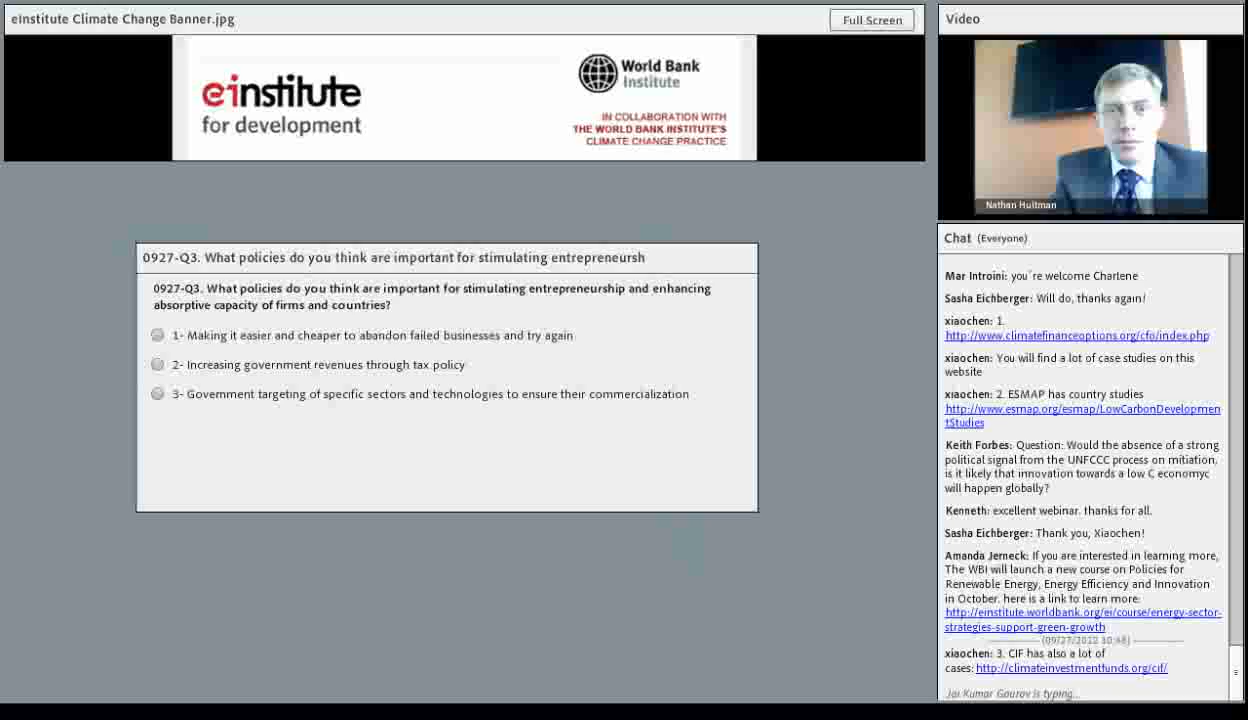 eInstitute Climate Change Banner.jpg
Full Screen
einstitute
for development
World Bank
Institute
IN COLLABORATION WITH
THE WORLD BANK INSTITUTE'S
CLIMATE CHANGE PRACTICE
0927-Q3. What policies do you think are important for stimulating entrepreneursh
0927-Q3. What policies do you think are important for stimulating entrepreneurship and enhancing
absorptive capacity of firms and countries?
1- Making it easier and cheaper to abandon failed businesses and try again
2- Increasing government revenues through tax policy
3- Government targeting of specific sectors and technologies to ensure their commercialization
Video
Nathan Hultman
Chat (Everyone)
Mar Introini: you´re welcome Charlene
Sasha Eichberger: Will do, thanks again!
xiaochen: 1.
http://www.climatefinanceoptions.org/cfo/index.php
xiaochen: You will find a lot of case studies on this
website
xiaochen: 2. ESMAP has country studies
http://www.esmap.org/esmap/LowCarbonDevelopmen
tStudies
Keith Forbes: Question: Would the absence of a strong
political signal from the UNFCCC process on mitiation,
is it likely that innovation towards a low C economyc
will happen globally?
Kenneth: excellent webinar. thanks for all.
Sasha Eichberger: Thank you, Xiaochen!
Amanda Jerneck: If you are interested in learning more,
The WBI will launch a new course on Policies for
Renewable Energy, Energy Efficiency and Innovation
in October. here is a link to learn more:
http://einstitute.worldbank.org/ei/course/energy-sector-
strategies-support-green-growth
(09/27/2012 10:48)
xiaochen: 3. CIF has also a lot of
cases: http://climateinvestmentfunds.org/cif/
Jai Kumar Gaurav is typing...